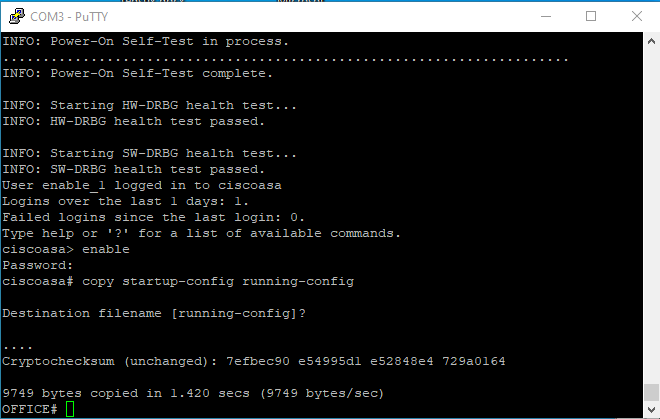 COM3 - PuTTY
INFO: Power-On Self-Test in process.
.......................................................................
INFO: Power-On Self-Test complete.
INFO: Starting HW-DRBG health test...
INFO: HW-DRBG health test passed.
INFO: Starting SW-DRBG health test...
INFO: SW-DRBG health test passed.
User enable_1 logged in to ciscoasa
Logins over the last 1 days: 1.
Failed logins since the last login: 0.
Type help or '?' for a list of available commands.
ciscoasa> enable
Password:
ciscoasa# copy startup-config running-config
Destination filename [running-config]?
....
Cryptochecksum (unchanged): 7efbec90 e54995d1 e52848e4 729a0164
9749 bytes copied in 1.420 secs (9749 bytes/sec)
OFFICE#